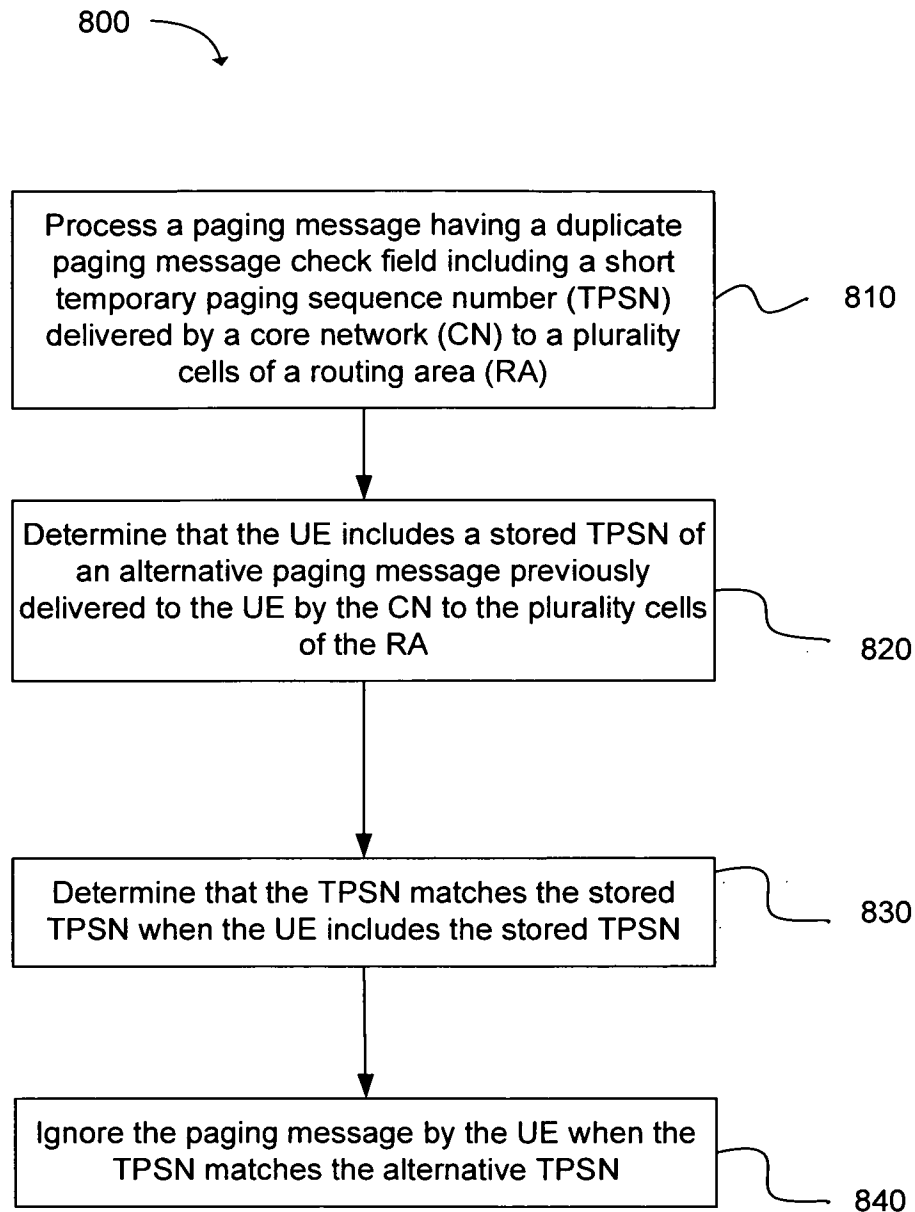 800
Process a paging message having a duplicate
paging message check field including a short
temporary paging sequence number (TPSN)
delivered by a core network (CN) to a plurality
cells of a routing area (RA)
810
Determine that the UE includes a stored TPSN of
an alternative paging message previously
delivered to the UE by the CN to the plurality cells
of the RA
820
Determine that the TPSN matches the stored
TPSN when the UE includes the stored TPSN
830
Ignore the paging message by the UE when the
TPSN matches the alternative TPSN
840